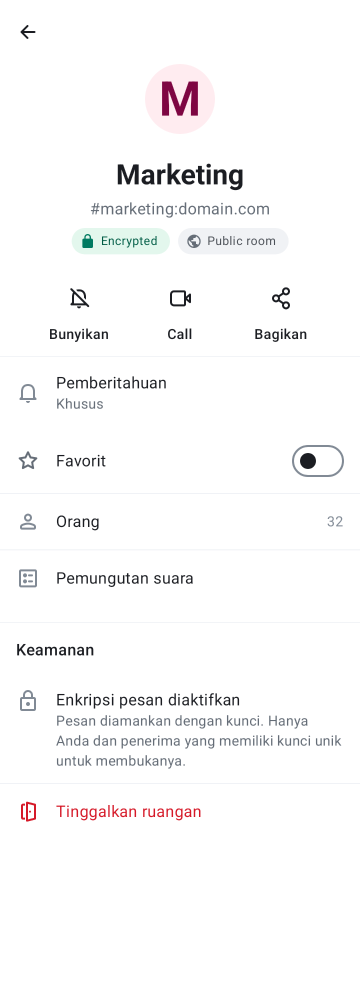 M
Marketing
#marketing:domain.com
Encrypted Public room
Bunyikan Call Bagikan
Pemberitahuan
Khusus
Favorit
Orang 32
Pemungutan suara
Keamanan
Enkripsi pesan diaktifkan
Pesan diamankan dengan kunci. Hanya
Anda dan penerima yang memiliki kunci unik
untuk membukanya.
Tinggalkan ruangan